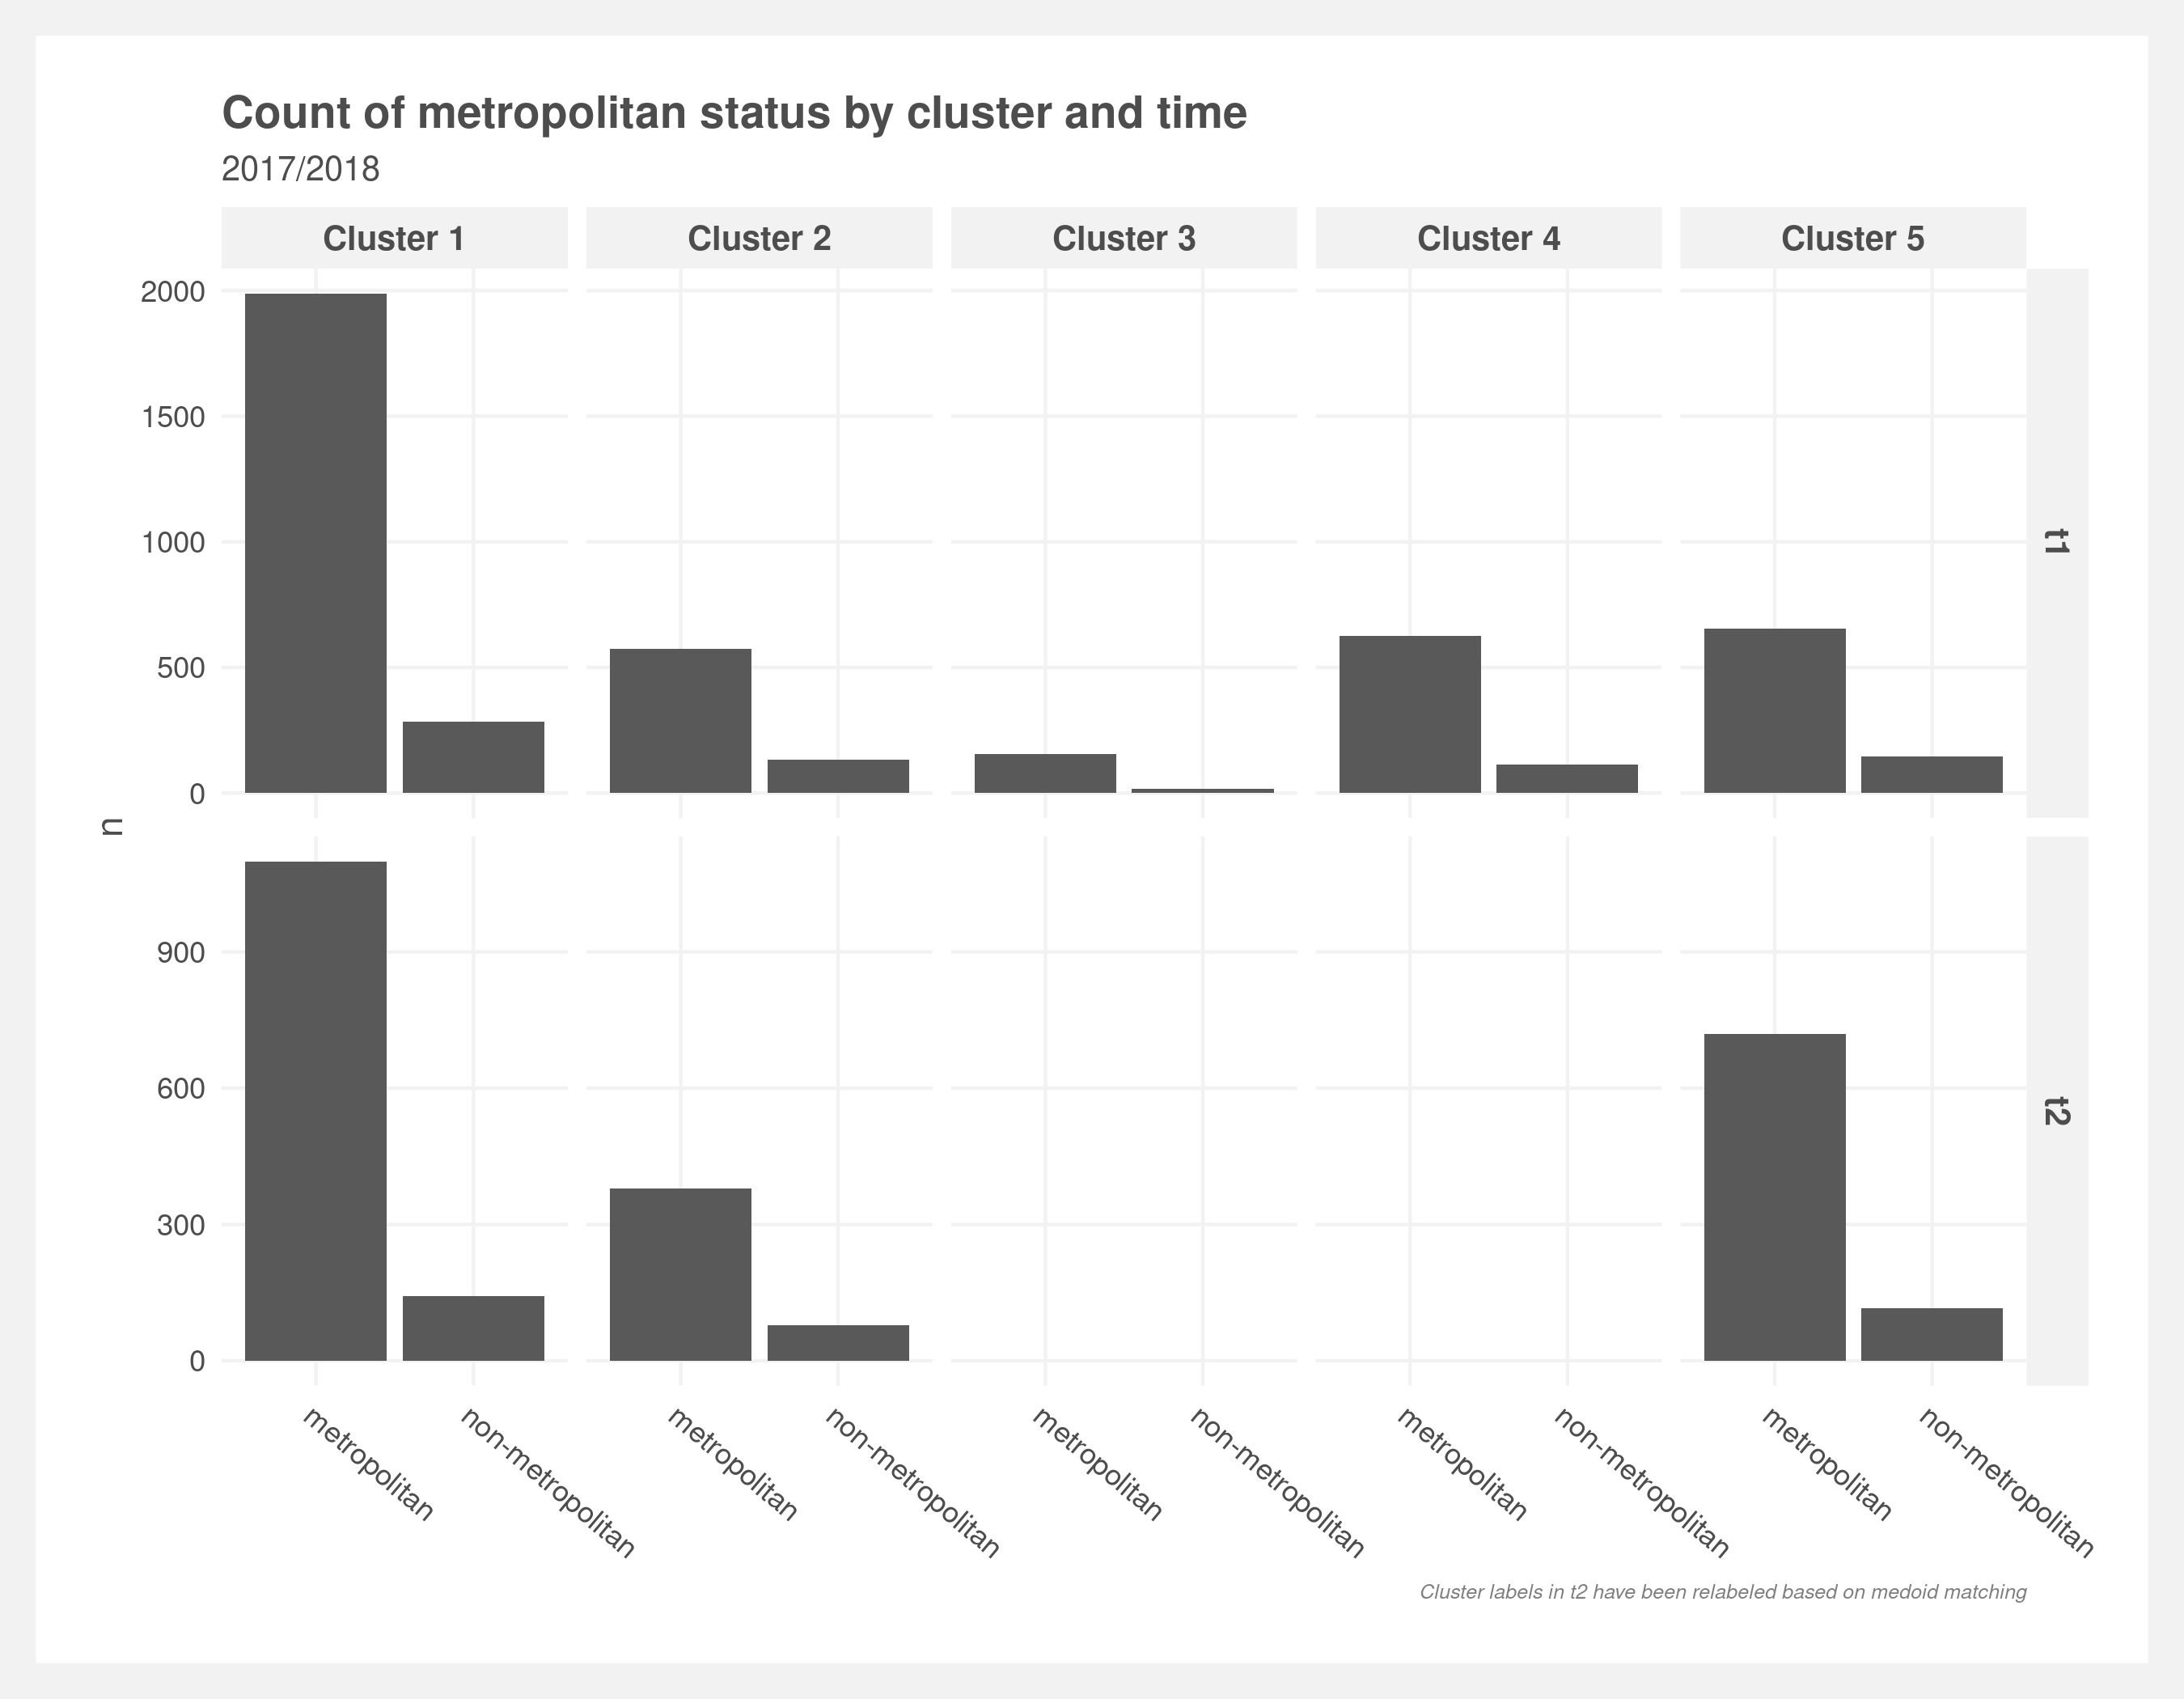 Count of metropolitan status by cluster and time
2017/2018
Cluster 1 Cluster 2 Cluster 3 Cluster 4 Cluster 5
2000
1500
1000
500
0
t1
n
900
600
300
0
t2
metropolitan non-metropolitan metropolitan non-metropolitan metropolitan non-metropolitan metropolitan non-metropolitan metropolitan non-metropolitan
Cluster labels in t2 have been relabeled based on medoid matching